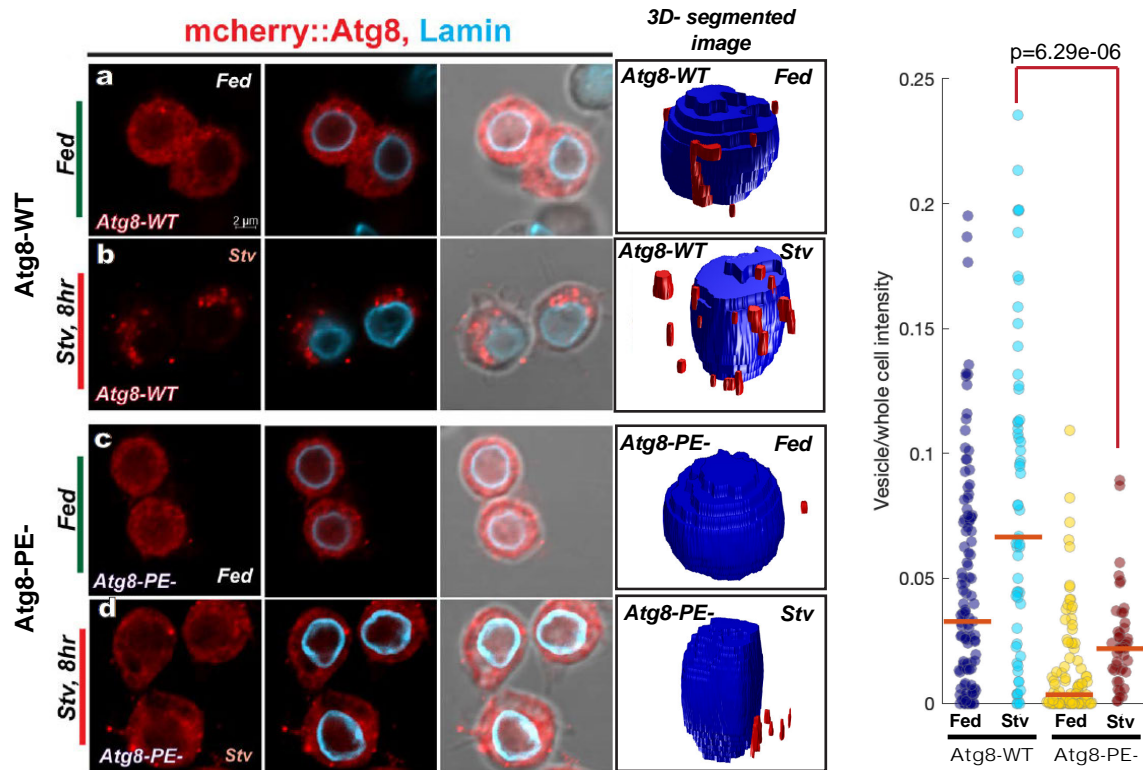 mcherry::Atg8, Lamin
3D- segmented
image
Atg8-WT
a
Fed
Fed
Atg8-WT
2 µm
Atg8-WT
Fed
b
Stv, 8hr
Stv
Atg8-WT
Atg8-WT
Stv
Atg8-PE-
c
Fed
Atg8-PE-
Fed
Atg8-PE-
Fed
d
Stv, 8hr
Atg8-PE-
Stv
Atg8-PE-
Stv
p=6.29e-06
Vesicle/whole cell intensity
0.25
0.2
0.15
0.1
0.05
0
Fed Stv Fed Stv
Atg8-WT Atg8-PE-